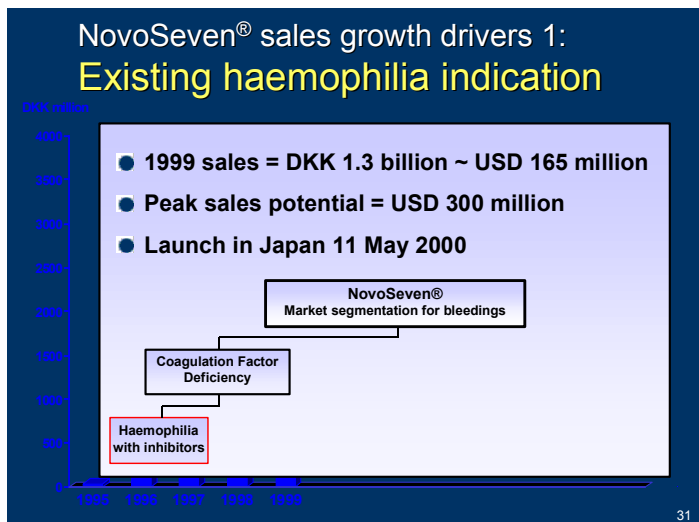 NovoSeven® sales growth drivers 1:
Existing haemophilia indication
DKK million
4000
3500
3000
2500
2000
1500
1000
500
0
1999 sales = DKK 1.3 billion ~ USD 165 million
Peak sales potential = USD 300 million
Launch in Japan 11 May 2000
NovoSeven®
Market segmentation for bleedings
Coagulation Factor
Deficiency
Haemophilia
with inhibitors
1995 1996 1997 1998 1999
31